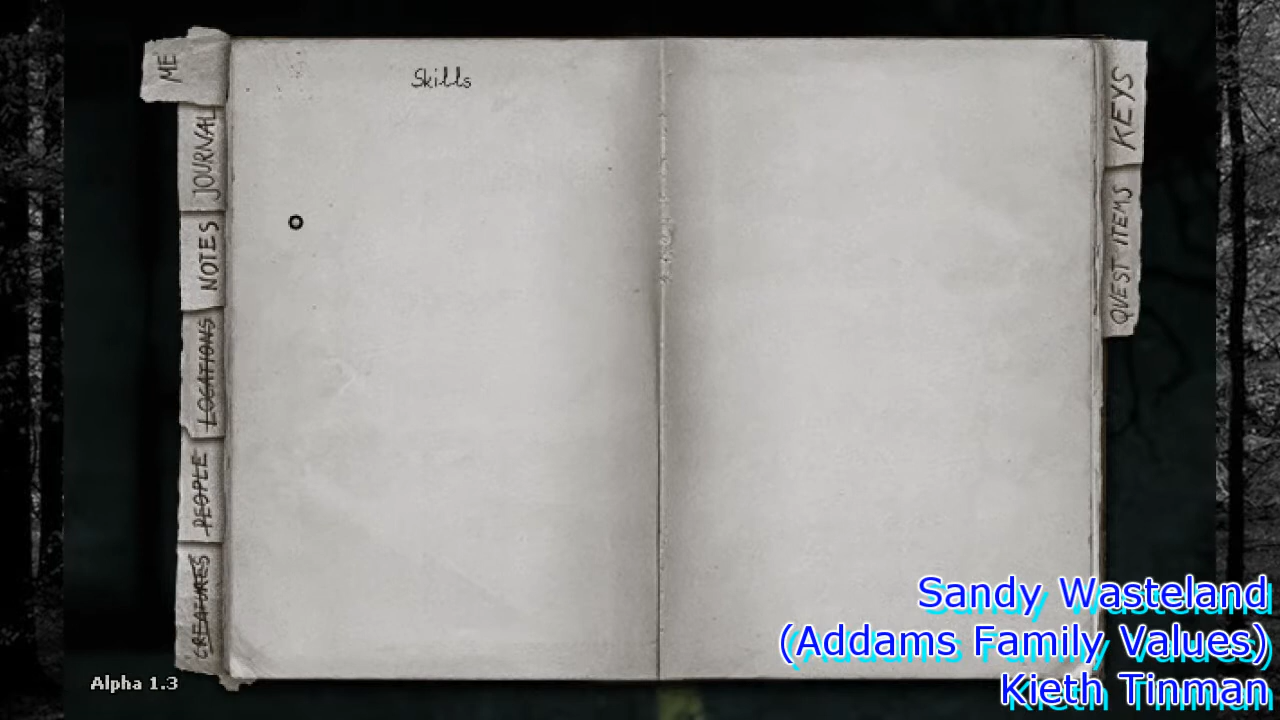 ME
JOURNAL
NOTES
LOCATIONS
PEOPLE
CREATURES
Skills
KEYS
QUEST ITEMS
Alpha 1.3
Sandy Wasteland
(Addams Family Values)
Kieth Tinman